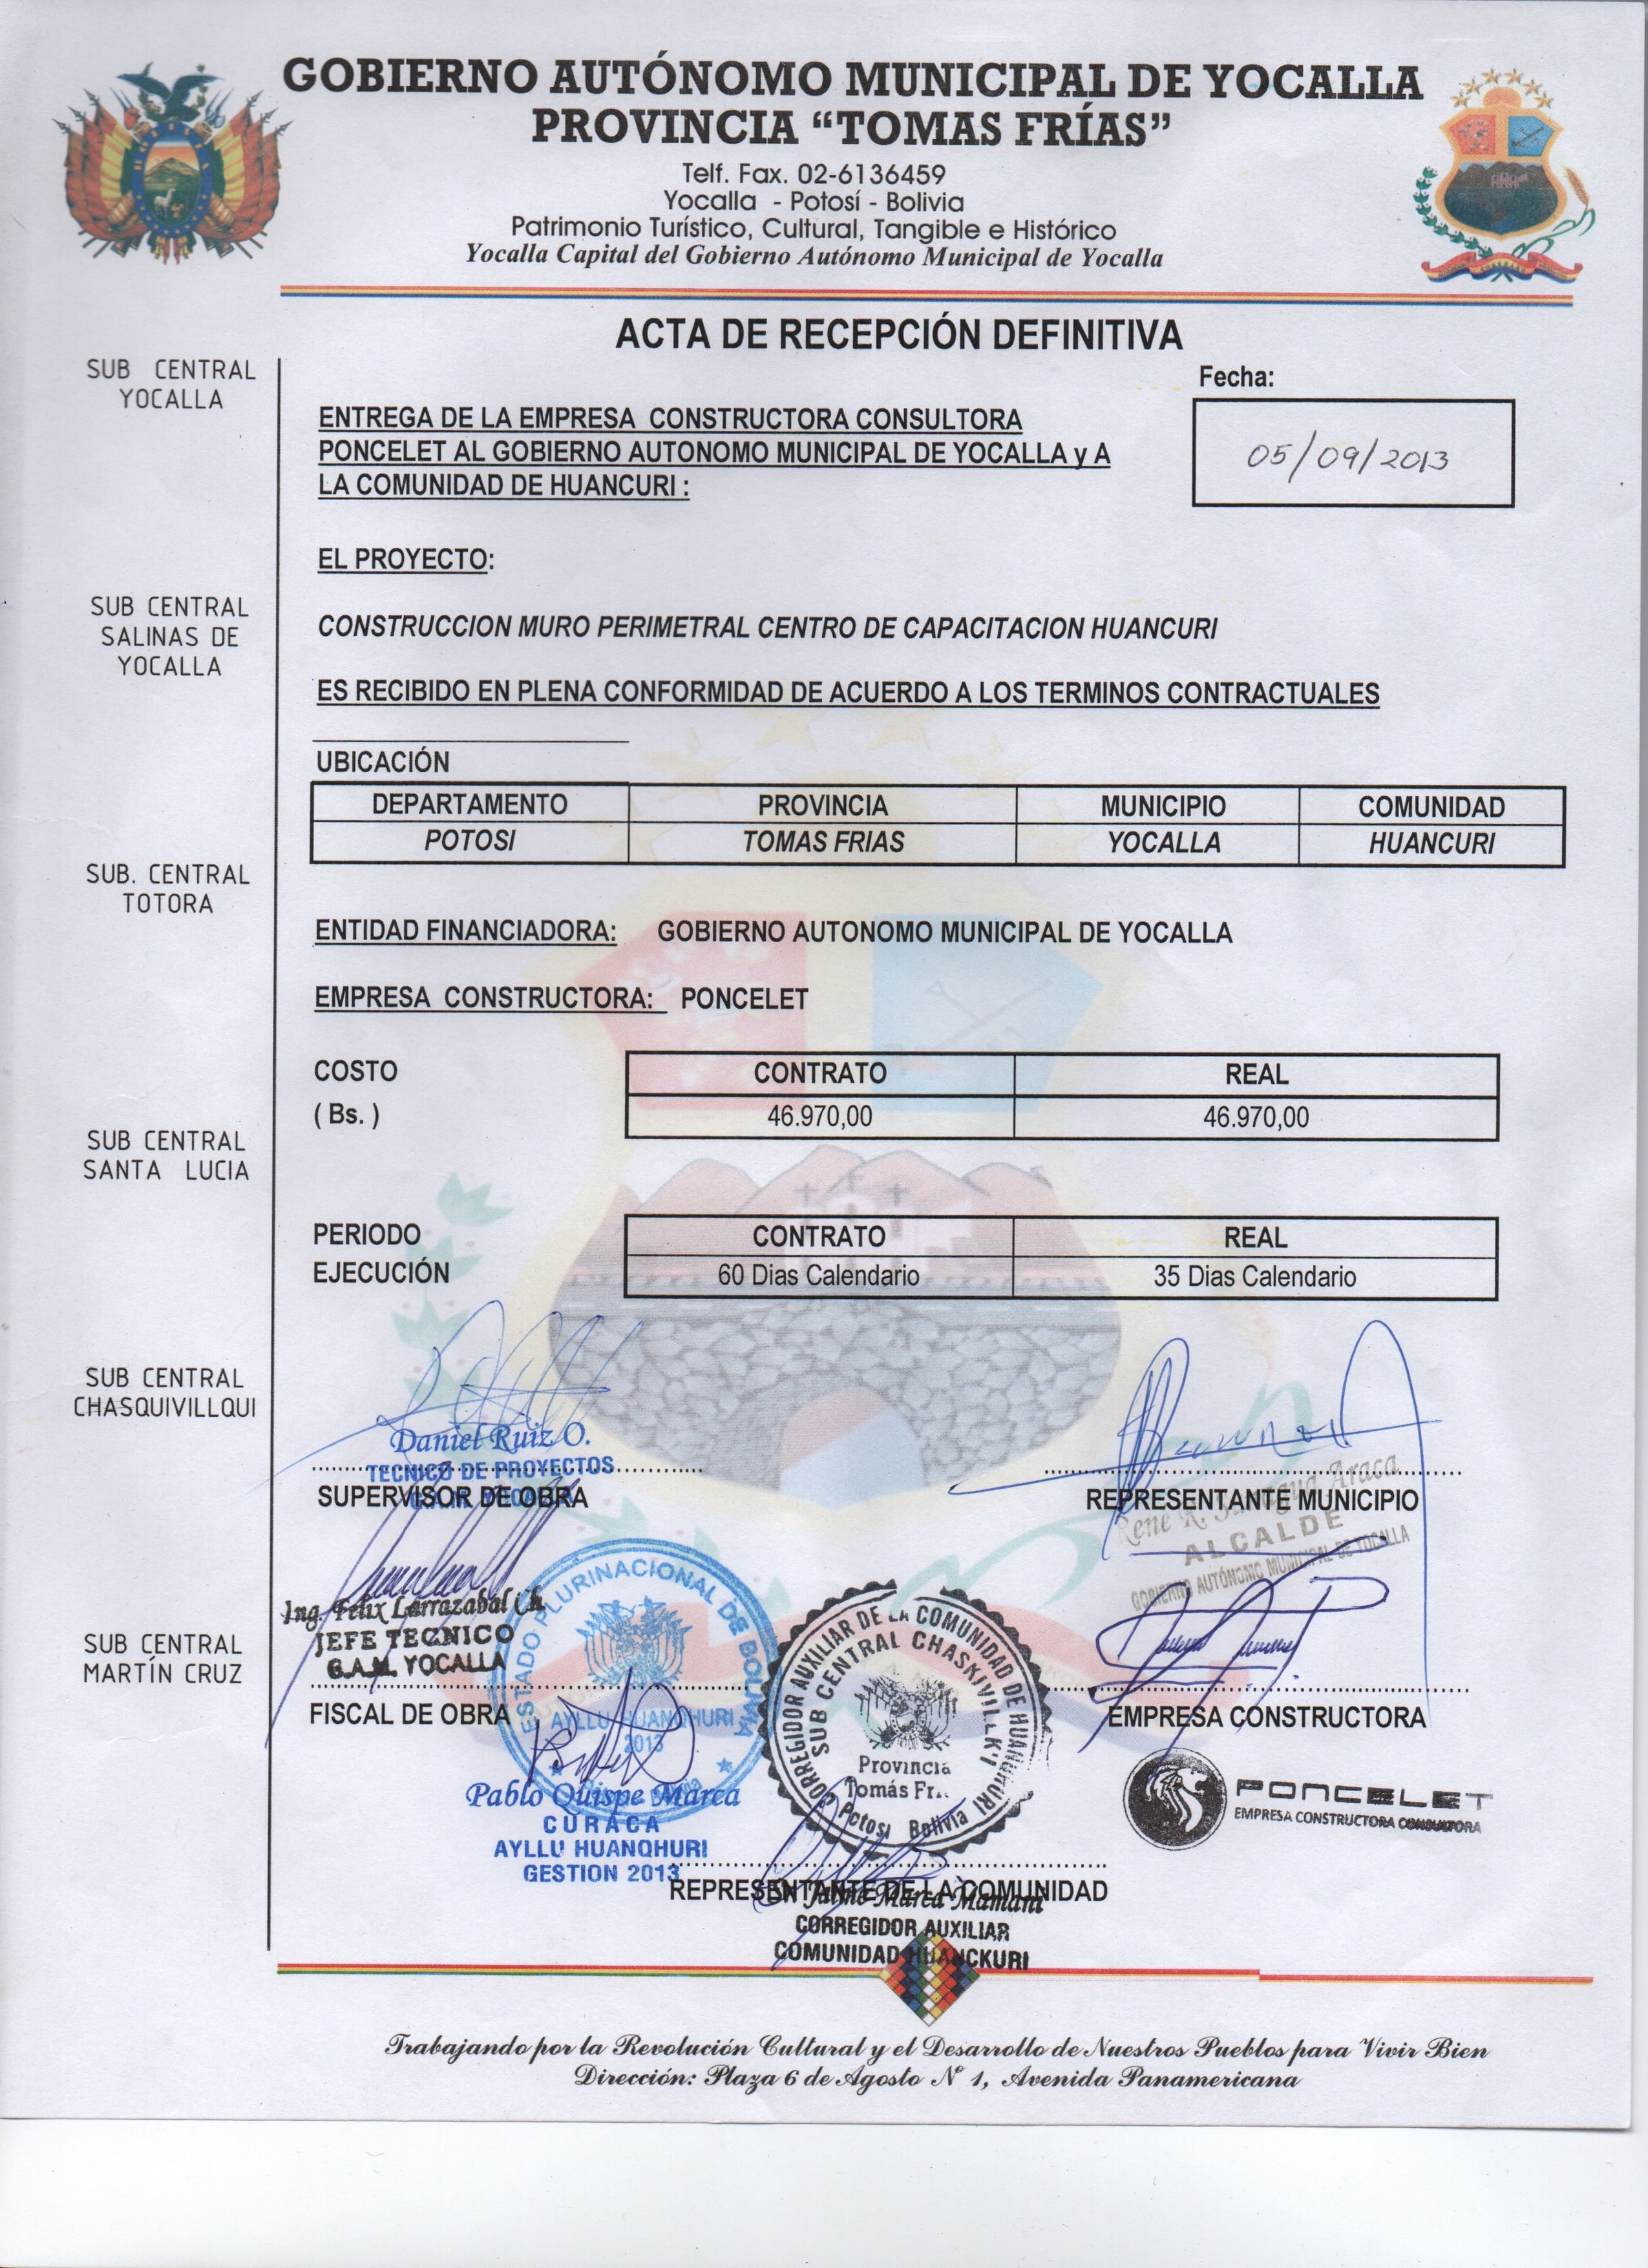 GOBIERNO AUTÓNOMO MUNICIPAL DE YOCALLA
PROVINCIA “TOMAS FRÍAS”
Telf. Fax. 02-6136459
Yocalla - Potosí - Bolivia
Patrimonio Turístico, Cultural, Tangible e Histórico
Yocalla Capital del Gobierno Autónomo Municipal de Yocalla
ACTA DE RECEPCIÓN DEFINITIVA
SUB CENTRAL
YOCALLA
SUB CENTRAL
SALINAS DE
YOCALLA
SUB. CENTRAL
TOTORA
SUB CENTRAL
SANTA LUCIA
SUB CENTRAL
CHASQUIVILLQUI
SUB CENTRAL
MARTÍN CRUZ
Fecha:
05/09/2013
ENTREGA DE LA EMPRESA CONSTRUCTORA CONSULTORA
PONCELET AL GOBIERNO AUTONOMO MUNICIPAL DE YOCALLA y A
LA COMUNIDAD DE HUANCURI :
EL PROYECTO:
CONSTRUCCION MURO PERIMETRAL CENTRO DE CAPACITACION HUANCURI
ES RECIBIDO EN PLENA CONFORMIDAD DE ACUERDO A LOS TERMINOS CONTRACTUALES
UBICACIÓN
DEPARTAMENTO PROVINCIA MUNICIPIO COMUNIDAD
POTOSI TOMAS FRIAS YOCALLA HUANCURI
ENTIDAD FINANCIADORA: GOBIERNO AUTONOMO MUNICIPAL DE YOCALLA
EMPRESA CONSTRUCTORA: PONCELET
COSTO CONTRATO REAL
( Bs. ) 46.970,00 46.970,00
PERIODO CONTRATO REAL
EJECUCIÓN 60 Dias Calendario 35 Dias Calendario
Daniel Ruiz O.
TECNICO DE PROYECTOS
G.A.M. YOCALLA
SUPERVISOR DE OBRA
REPRESENTANTE MUNICIPIO
Araca
ALCALDE
GOBIERNO AUTÓNOMO MUNICIPAL DE YOCALLA
Ing. Felix Larrazabal Ch.
JEFE TECNICO
G.A.M. YOCALLA
FISCAL DE OBRA
ESTADO PLURINACIONAL DE BOLIVIA
AYLLU HUANQHURI
2013
Pablo Quispe Marca
CURACA
AYLLU HUANQHURI
GESTION 2013
CORREGIDOR AUXILIAR DE LA COMUNIDAD DE HUANQHURI
SUB CENTRAL CHASKIVILLK'I
Provincia
Tomás Fr..
Potosí Bolivia
EMPRESA CONSTRUCTORA
PONCELET
EMPRESA CONSTRUCTORA CONSULTORA
REPRESENTANTE DE LA COMUNIDAD
Jaime Marca Mamani
CORREGIDOR AUXILIAR
COMUNIDAD HUANCKURI
Trabajando por la Revolución Cultural y el Desarrollo de Nuestros Pueblos para Vivir Bien
Dirección: Plaza 6 de Agosto Nº 1, Avenida Panamericana